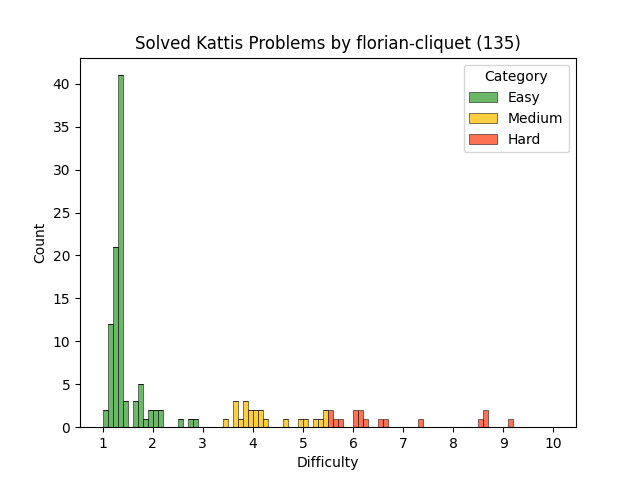 Solved Kattis Problems by florian-cliquet (135)
Category
Easy
Medium
Hard
40
35
30
25
20
15
10
5
0
Count
1 2 3 4 5 6 7 8 9 10
Difficulty